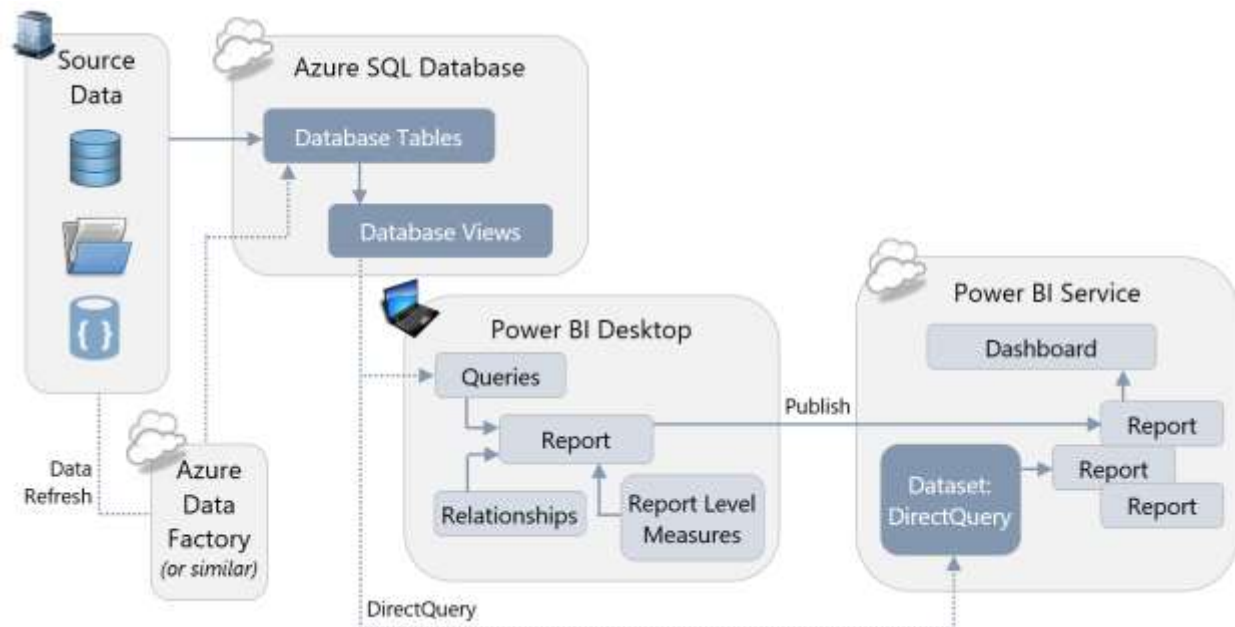 Source
Data
Azure SQL Database
Database Tables
Database Views
{ }
Data
Refresh
Azure
Data
Factory
(or similar)
Power BI Desktop
Queries
Report
Relationships
Report Level
Measures
Publish
DirectQuery
Power BI Service
Dashboard
Report
Report
Report
Dataset:
DirectQuery